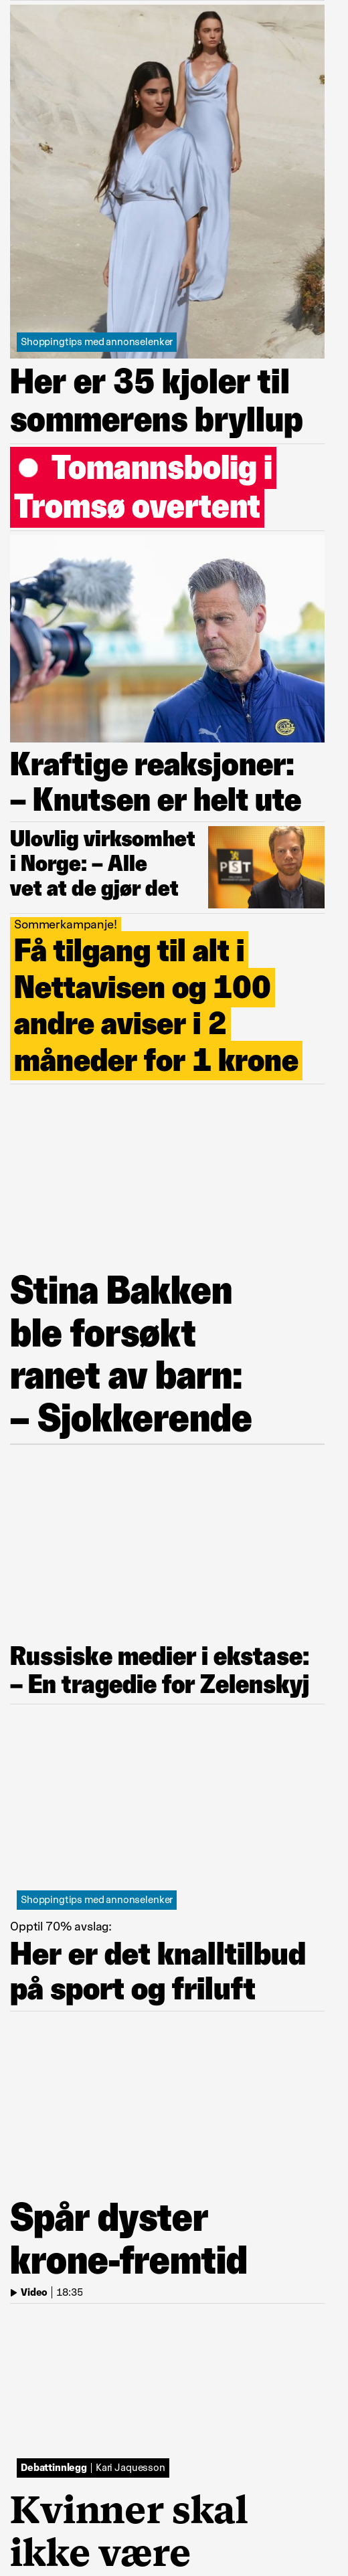 Shoppingtips med annonselenker
Her er 35 kjoler til
sommerens bryllup
Tomannsbolig i
Tromsø overtent
Kraftige reaksjoner:
– Knutsen er helt ute
Ulovlig virksomhet
i Norge: – Alle
vet at de gjør det
PST
Sommerkampanje!
Få tilgang til alt i
Nettavisen og 100
andre aviser i 2
måneder for 1 krone
Stina Bakken
ble forsøkt
ranet av barn:
– Sjokkerende
Russiske medier i ekstase:
– En tragedie for Zelenskyj
Shoppingtips med annonselenker
Opptil 70% avslag:
Her er det knalltilbud
på sport og friluft
Spår dyster
krone-fremtid
Video | 18:35
Debattinnlegg | Kari Jaquesson
Kvinner skal
ikke være